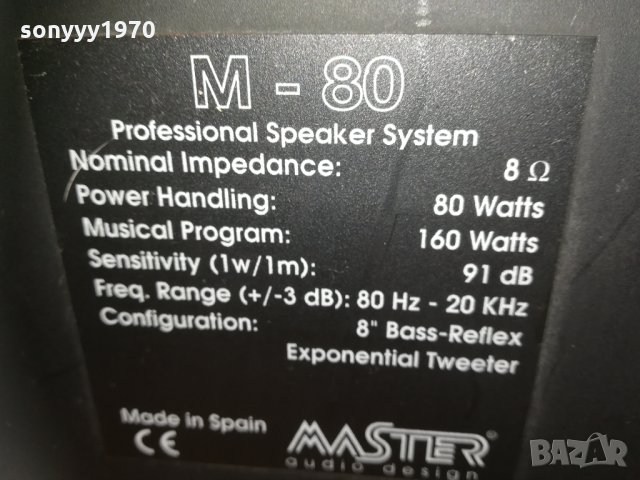 sonyyy1970
M - 80
Professional Speaker System
Nominal Impedance: 8 Ω
Power Handling: 80 Watts
Musical Program: 160 Watts
Sensitivity (1w/1m): 91 dB
Freq. Range (+/-3 dB): 80 Hz - 20 KHz
Configuration: 8" Bass-Reflex
Exponential Tweeter
Made in Spain
CE
MASTER
audio design
BAZAR